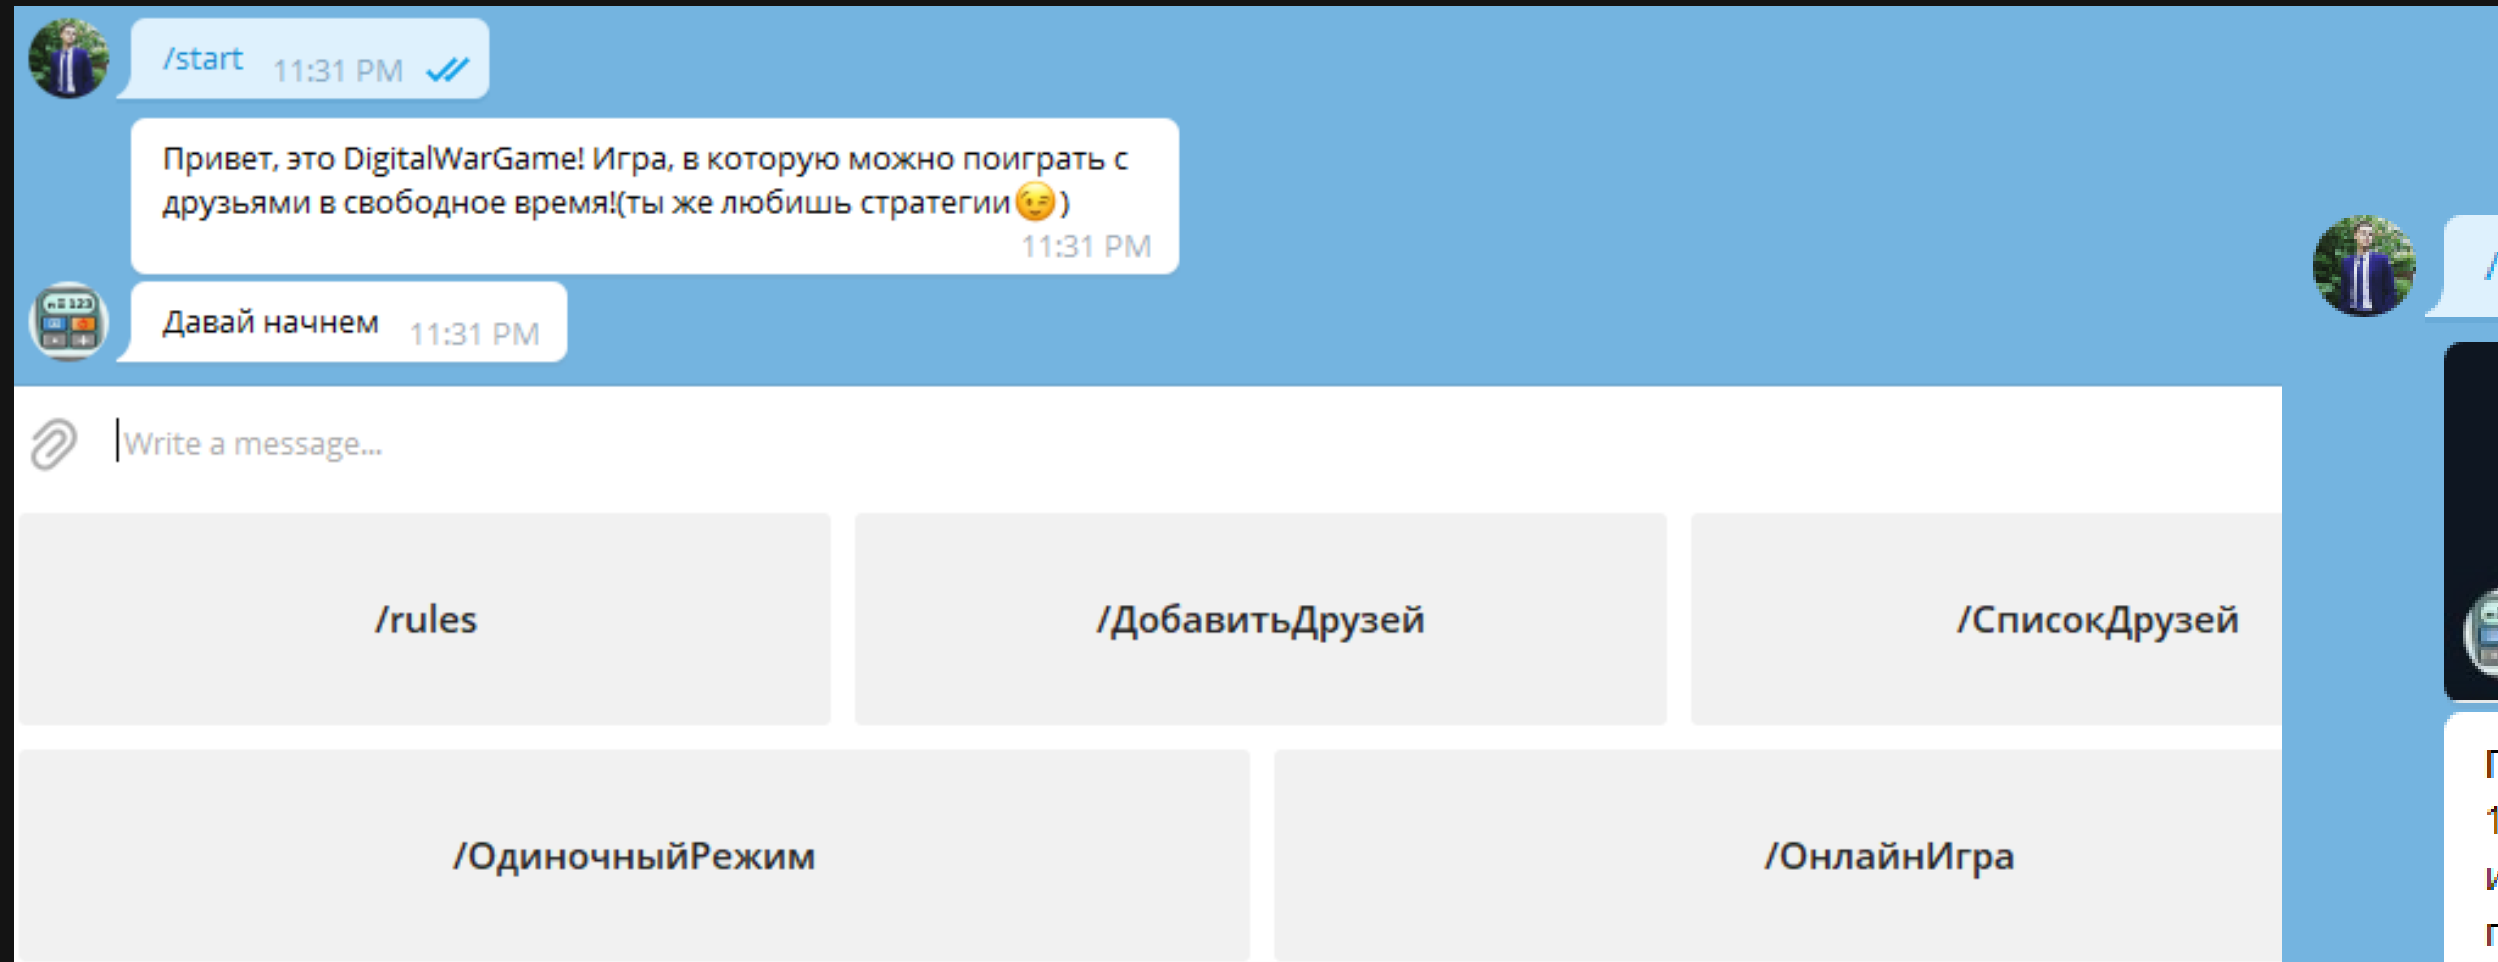 /start 11:31 PM
Привет, это DigitalWarGame! Игра, в которую можно поиграть с
друзьями в свободное время!(ты же любишь стратегии😉)
11:31 PM
Давай начнем 11:31 PM
Write a message...
/rules /ДобавитьДрузей /СписокДрузей
/ОдиночныйРежим /ОнлайнИгра